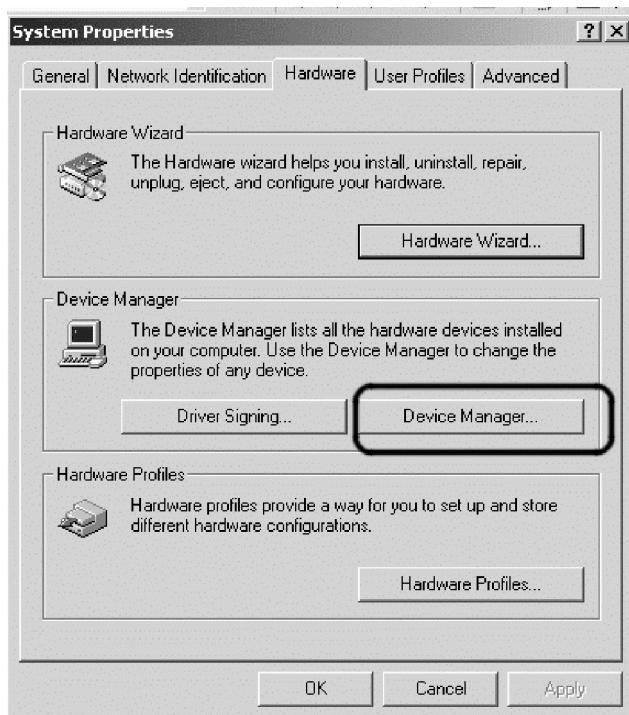 System Properties
? ×
General Network Identification Hardware User Profiles Advanced
Hardware Wizard
The Hardware wizard helps you install, uninstall, repair,
unplug, eject, and configure your hardware.
Hardware Wizard...
Device Manager
The Device Manager lists all the hardware devices installed
on your computer. Use the Device Manager to change the
properties of any device.
Driver Signing... Device Manager...
Hardware Profiles
Hardware profiles provide a way for you to set up and store
different hardware configurations.
Hardware Profiles...
OK Cancel Apply